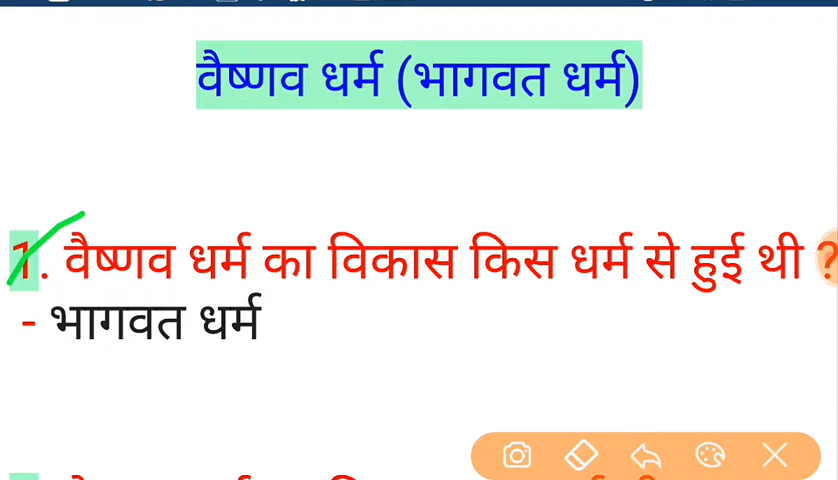 वैष्णव धर्म (भागवत धर्म)
1. वैष्णव धर्म का विकास किस धर्म से हुई थी ?
- भागवत धर्म